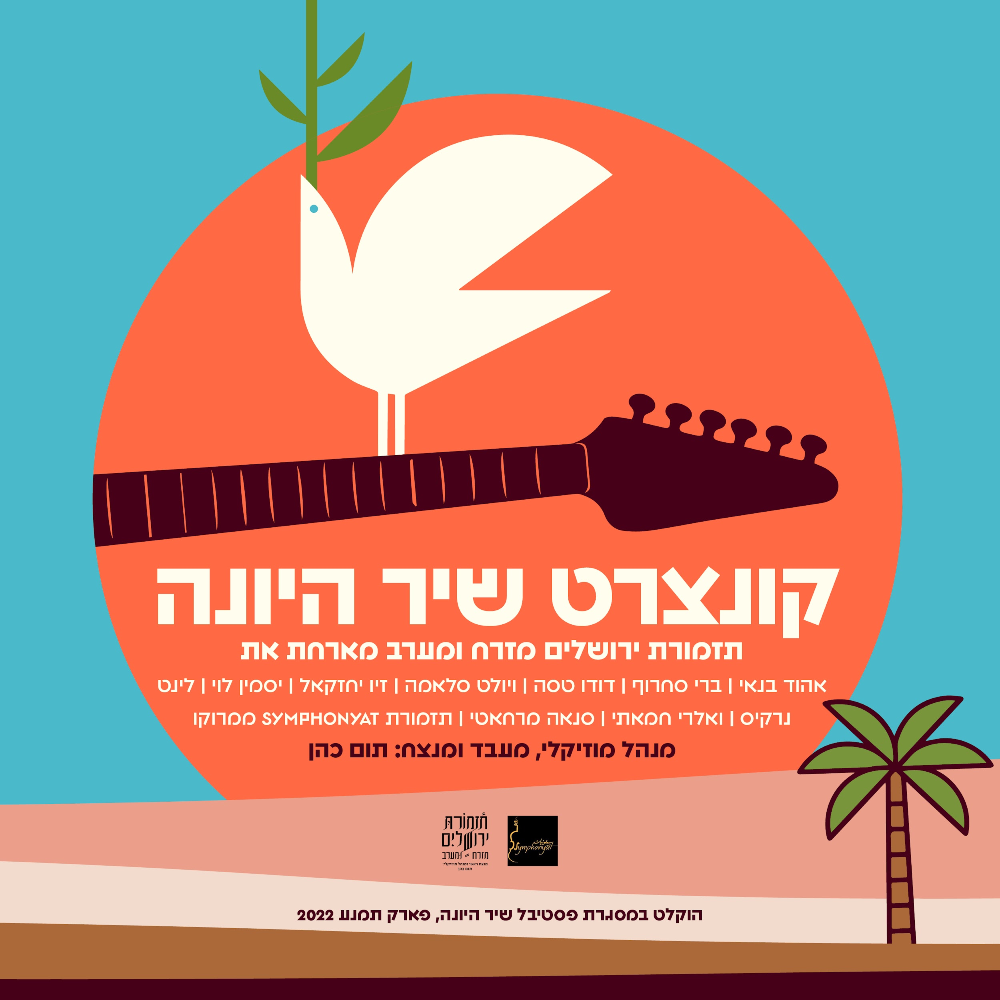 קונצרט שיר היונה
תזמורת ירושלים מזרח ומערב מארחת את
אהוד בנאי | ברי סחרוף | דודו טסה | ויולט סלאמה | זיו יחזקאל | יסמין לוי | לינט
נרקיס | ואלרי חמאתי | סנאה מרחאטי | תזמורת SYMPHONYAT ממרוקו
מנהל מוזיקלי, מעבד ומנצח: תום כהן
תזמורת
ירושלים
מזרח = ומערב
מנצח ראשי ומנהל מוזיקלי:
תום כהן
سمفونيات
Symphonyat
הוקלט במסגרת פסטיבל שיר היונה, פארק תמנע 2022